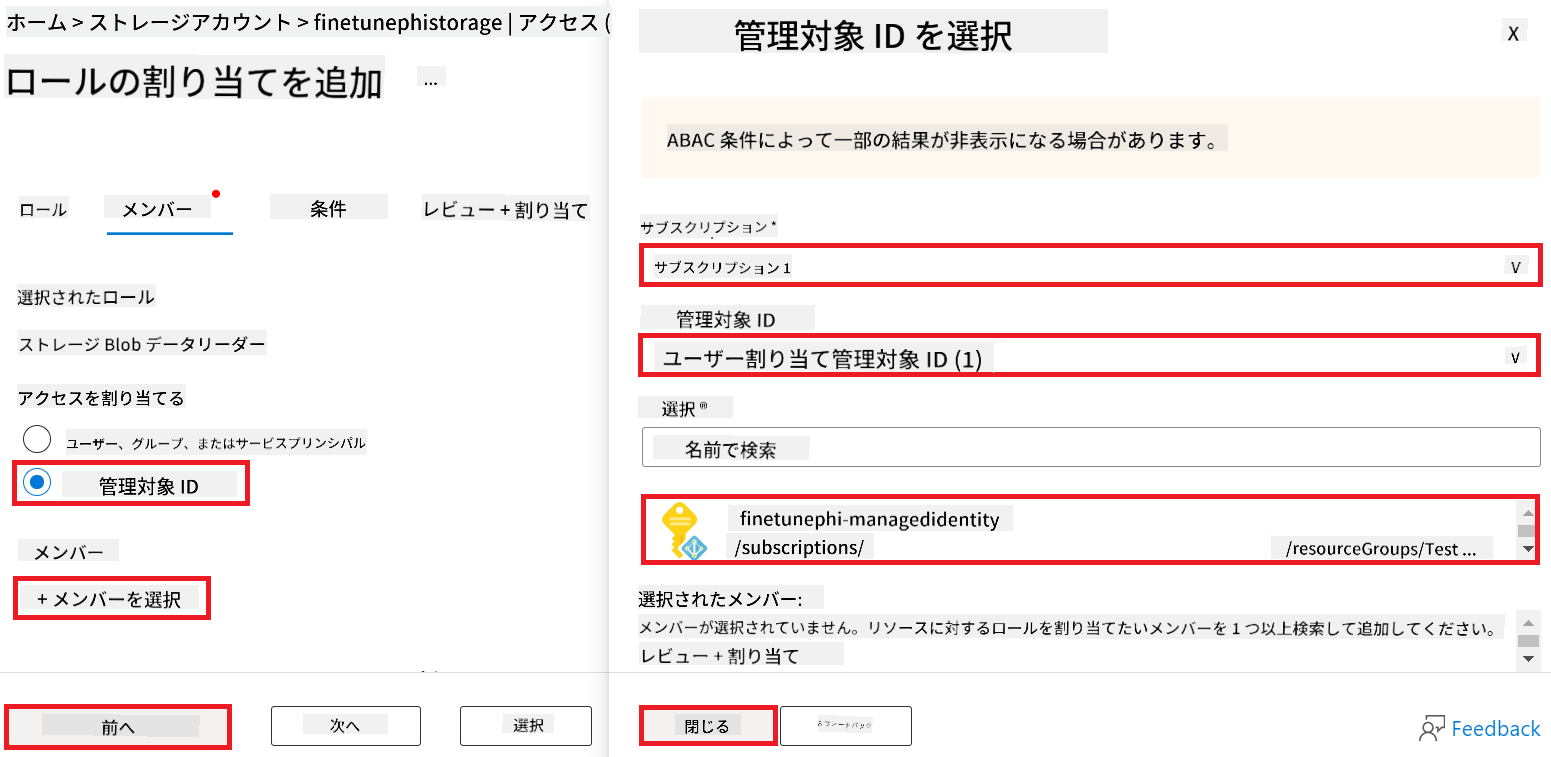 ホーム > ストレージアカウント > finetunephistorage | アクセス (
ロールの割り当てを追加
...
ロール
メンバー
条件
レビュー + 割り当て
選択されたロール
ストレージ Blob データリーダー
アクセスを割り当てる
ユーザー、グループ、またはサービスプリンシパル
管理対象 ID
メンバー
+ メンバーを選択
前へ
次へ
選択
管理対象 ID を選択
X
ABAC 条件によって一部の結果が非表示になる場合があります。
サブスクリプション *
サブスクリプション 1
V
管理対象 ID
ユーザー割り当て管理対象 ID (1)
V
選択 ®
名前で検索
finetunephi-managedidentity
/subscriptions/ /resourceGroups/Test ...
選択されたメンバー:
メンバーが選択されていません。リソースに対するロールを割り当てたいメンバーを 1 つ以上検索して追加してください。
レビュー + 割り当て
閉じる
Feedback